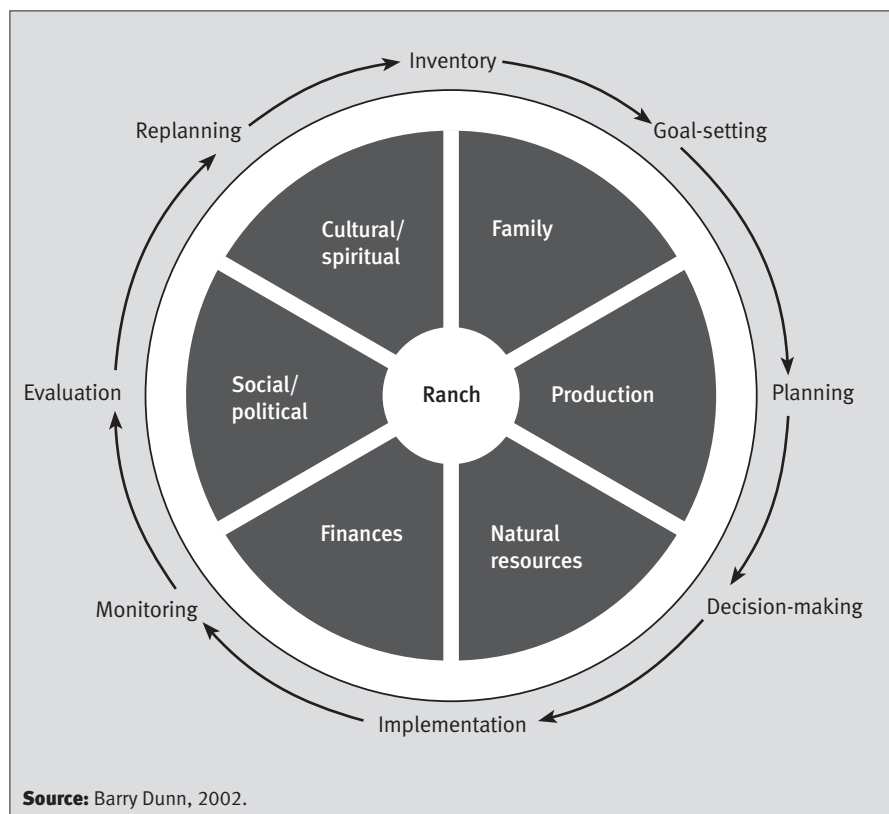 Inventory
Replanning
Goal-setting
Cultural/
spiritual
Family
Social/
political
Ranch
Production
Evaluation
Planning
Finances
Natural
resources
Monitoring
Decision-making
Implementation
Source: Barry Dunn, 2002.